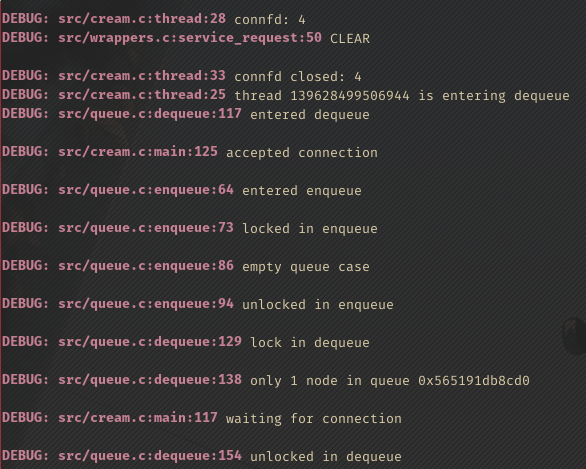 DEBUG: src/cream.c:thread:28 connfd: 4
DEBUG: src/wrappers.c:service_request:50 CLEAR
DEBUG: src/cream.c:thread:33 connfd closed: 4
DEBUG: src/cream.c:thread:25 thread 139628499506944 is entering dequeue
DEBUG: src/queue.c:dequeue:117 entered dequeue
DEBUG: src/cream.c:main:125 accepted connection
DEBUG: src/queue.c:enqueue:64 entered enqueue
DEBUG: src/queue.c:enqueue:73 locked in enqueue
DEBUG: src/queue.c:enqueue:86 empty queue case
DEBUG: src/queue.c:enqueue:94 unlocked in enqueue
DEBUG: src/queue.c:dequeue:129 lock in dequeue
DEBUG: src/queue.c:dequeue:138 only 1 node in queue 0x565191db8cd0
DEBUG: src/cream.c:main:117 waiting for connection
DEBUG: src/queue.c:dequeue:154 unlocked in dequeue